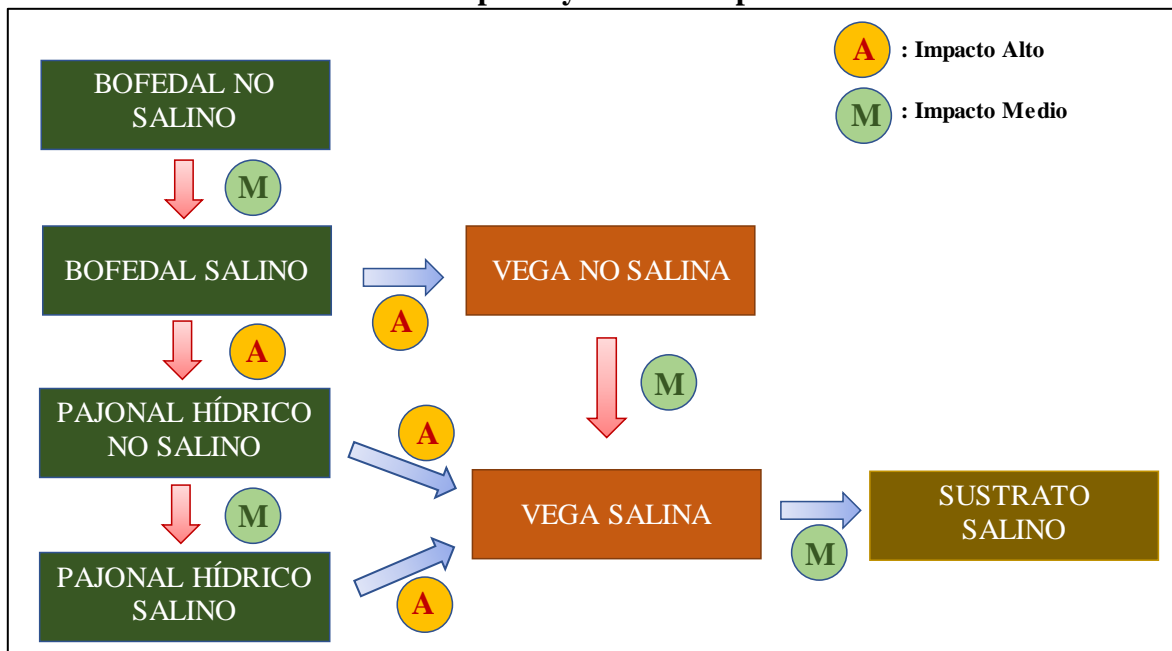 A : Impacto Alto
BOFEDAL NO
SALINO
M : Impacto Medio
M
BOFEDAL SALINO
VEGA NO SALINA
A
A
M
PAJONAL HÍDRICO
NO SALINO
A
M
VEGA SALINA
SUSTRATO
SALINO
M
PAJONAL HÍDRICO
SALINO
A